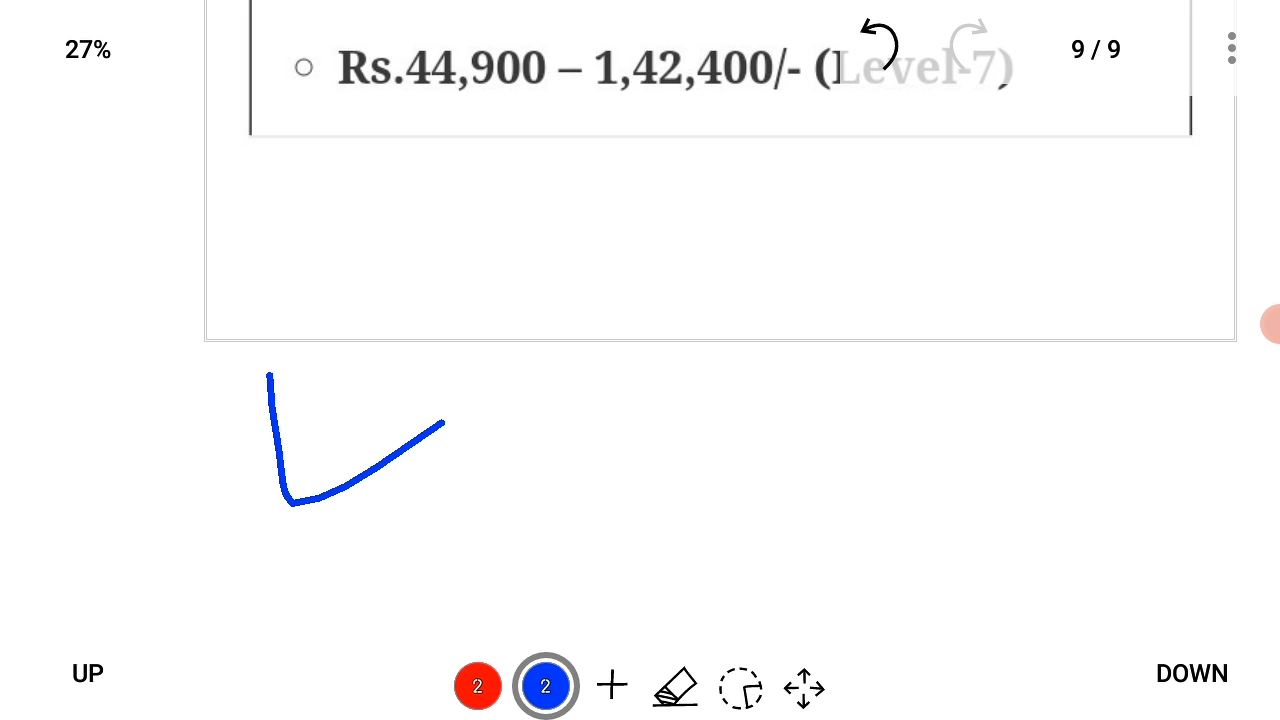 27%
Rs.44,900 – 1,42,400/- (Level-7)
9 / 9
UP
2
2
DOWN